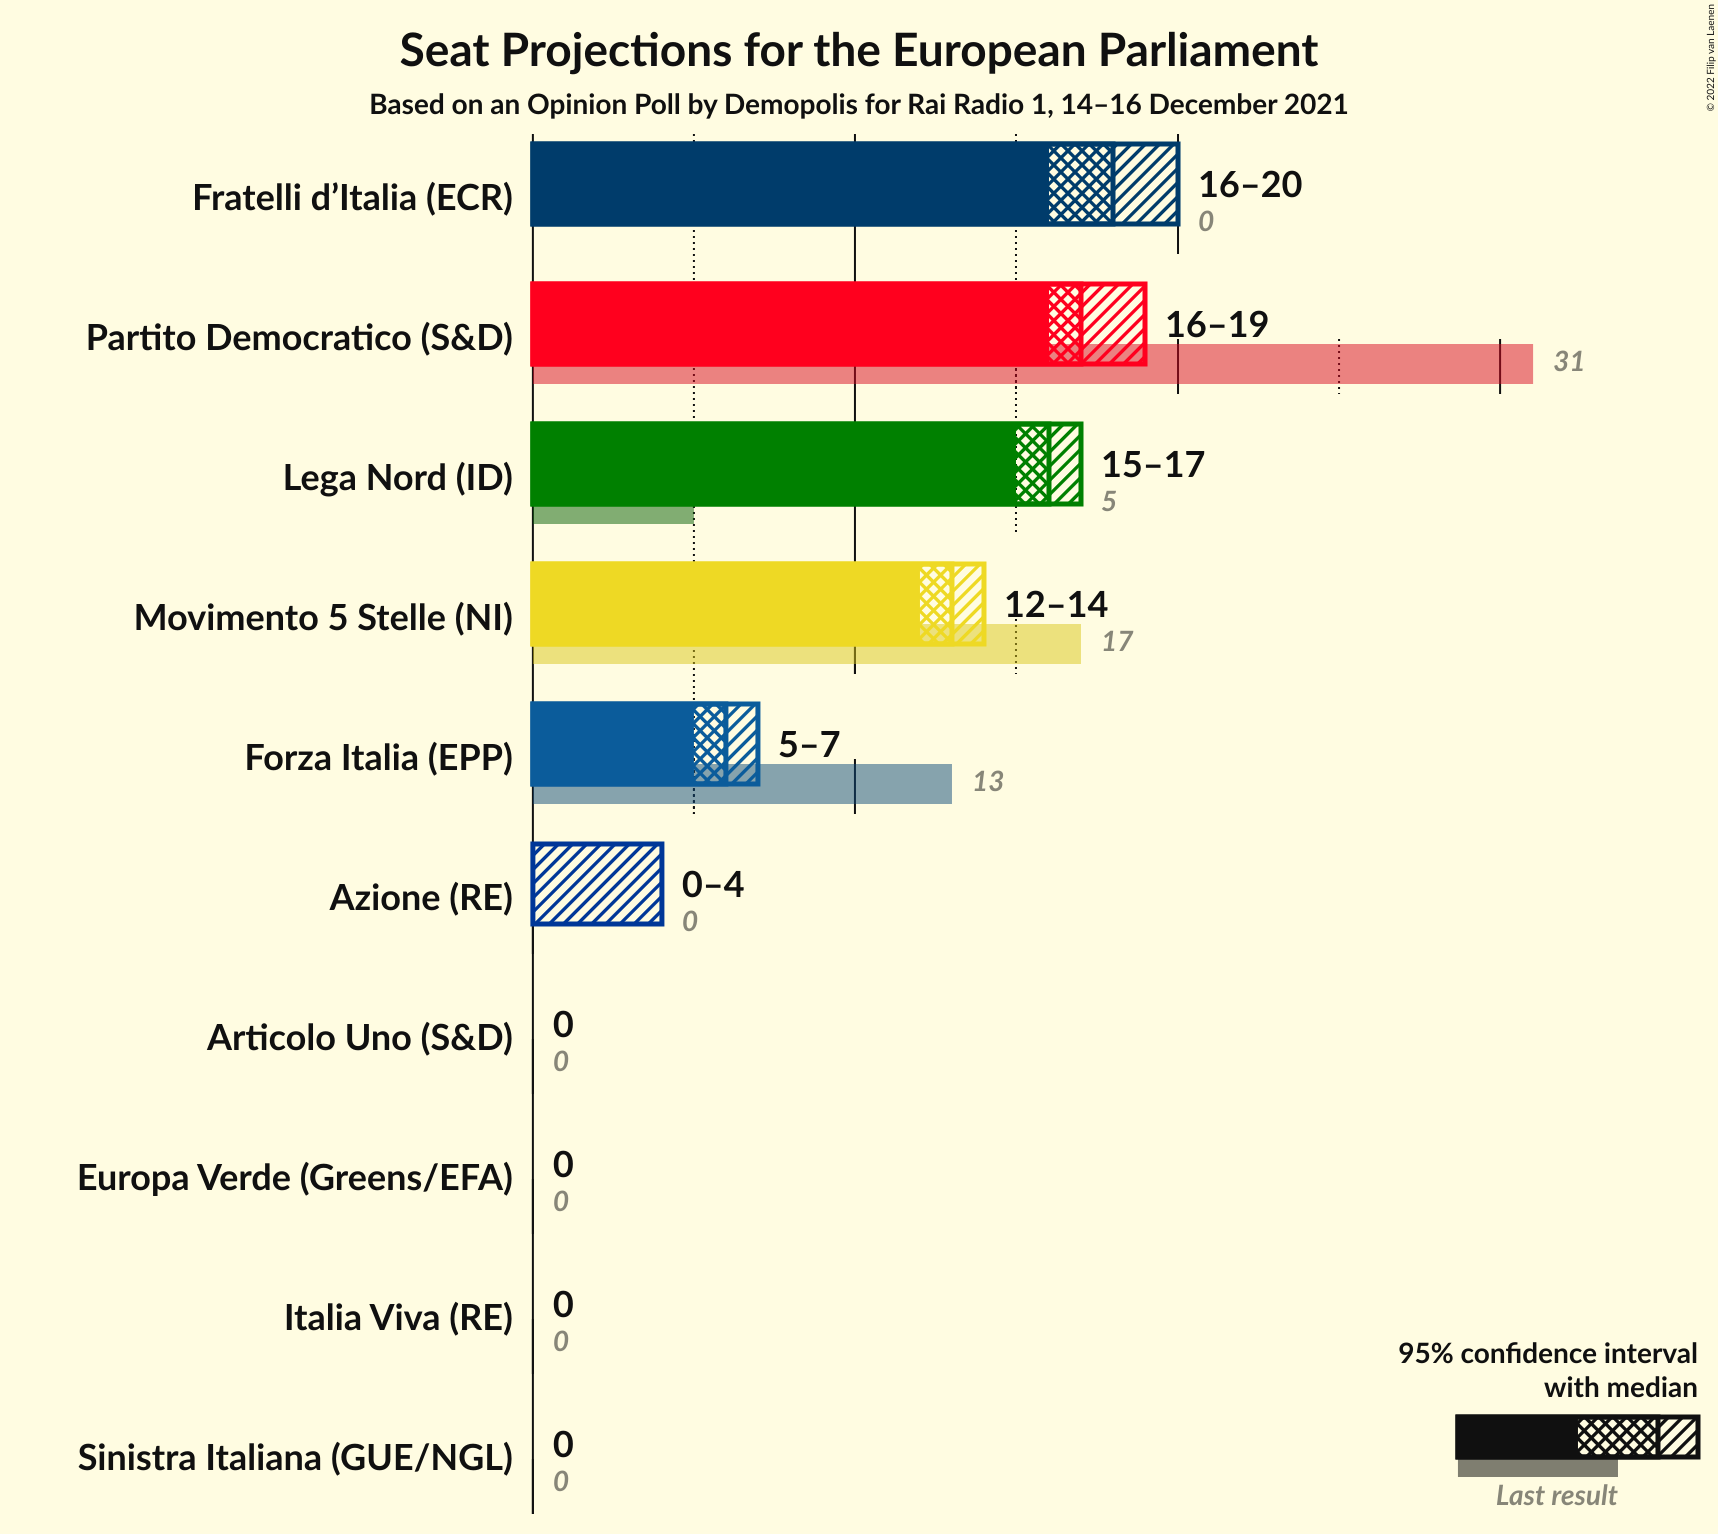 Seat Projections for the European Parliament
Based on an Opinion Poll by Demopolis for Rai Radio 1, 14–16 December 2021
© 2022 Filip van Laenen
Fratelli d’Italia (ECR)
16–20
0
Partito Democratico (S&D)
16–19
31
Lega Nord (ID)
15–17
5
Movimento 5 Stelle (NI)
12–14
17
Forza Italia (EPP)
5–7
13
Azione (RE)
0–4
0
Articolo Uno (S&D)
0
0
Europa Verde (Greens/EFA)
0
0
Italia Viva (RE)
0
0
Sinistra Italiana (GUE/NGL)
0
0
95% confidence interval
with median
Last result